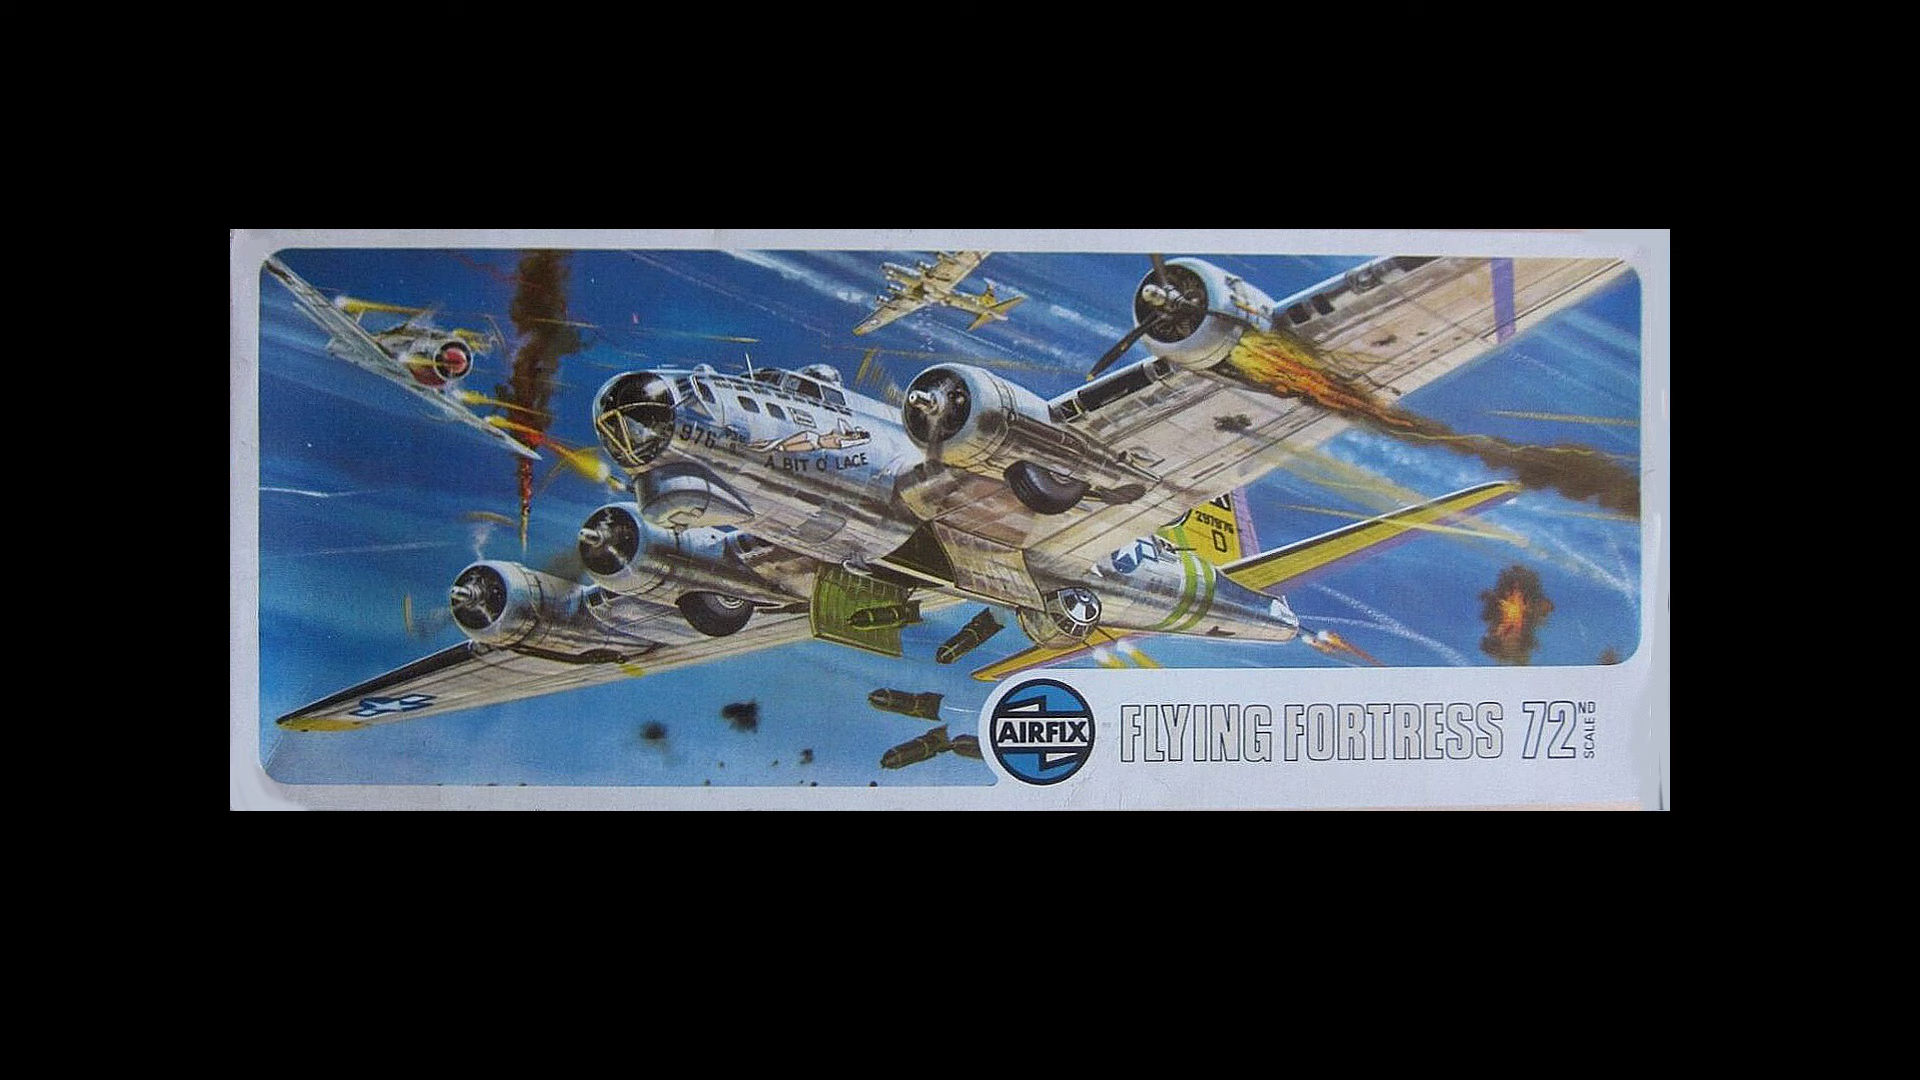 976
A BIT O' LACE
297976
D
AIRFIX
FLYING FORTRESS 72ND SCALE